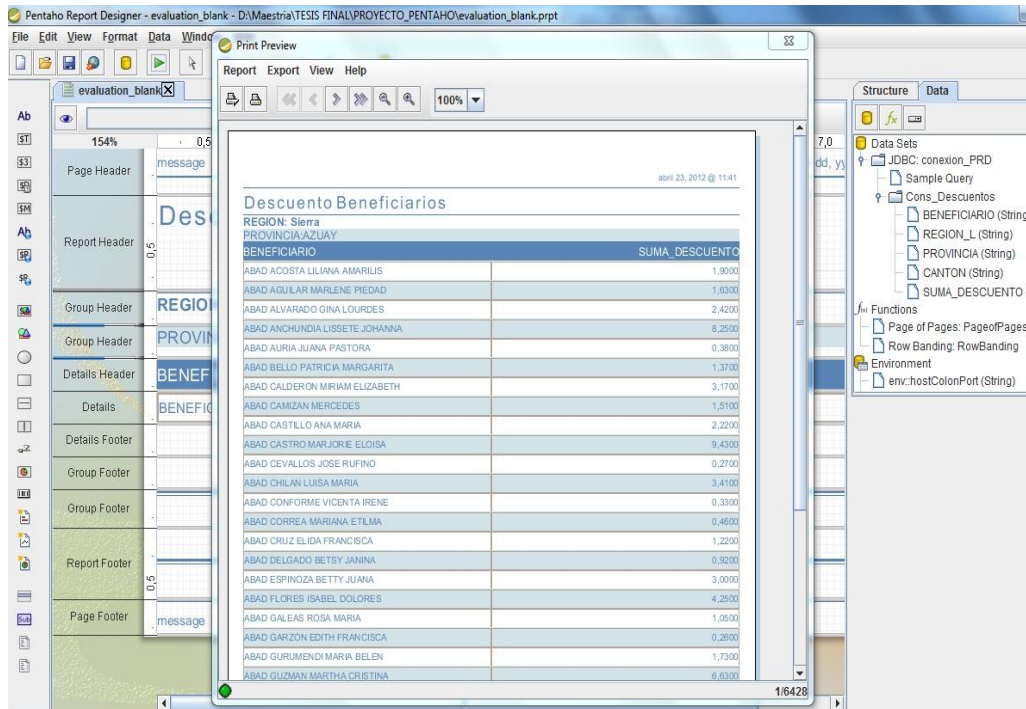 Pentaho Report Designer - evaluation_blank - D:\Maestria\TESIS FINAL\PROYECTO_PENTAHO\evaluation_blank.prpt
File Edit View Format Data Window
evaluation_blank
154%
0,5
7,0
Page Header
message
dd, yy
Report Header
0,5
Group Header
REGIO
Group Header
PROVIN
Details Header
BENEF
Details
BENEFIC
Details Footer
Group Footer
Group Footer
Report Footer
0,5
Page Footer
message
Print Preview
Report Export View Help
100%
abril 23, 2012 @ 11:41
Descuento Beneficiarios
REGION: Sierra
PROVINCIA:AZUAY
BENEFICIARIO SUMA_DESCUENTO
ABAD ACOSTA LILIANA AMARILIS 1,9000
ABAD AGUILAR MARLENE PIEDAD 1,6300
ABAD ALVARADO GINA LOURDES 2,4200
ABAD ANCHUNDIA LISSETE JOHANNA 8,2500
ABAD AURIA JUANA PASTORA 0,3800
ABAD BELLO PATRICIA MARGARITA 1,3700
ABAD CALDERON MIRIAM ELIZABETH 3,1700
ABAD CAMIZAN MERCEDES 1,5100
ABAD CASTILLO ANA MARIA 2,2200
ABAD CASTRO MARJORIE ELOISA 9,4300
ABAD CEVALLOS JOSE RUFINO 0,2700
ABAD CHILAN LUISA MARIA 3,4100
ABAD CONFORME VICENTA IRENE 0,3300
ABAD CORREA MARIANA ETILMA 0,4600
ABAD CRUZ ELIDA FRANCISCA 1,2200
ABAD DELGADO BETSY JANINA 0,9200
ABAD ESPINOZA BETTY JUANA 3,0000
ABAD FLORES ISABEL DOLORES 4,2500
ABAD GALEAS ROSA MARIA 1,0500
ABAD GARZON EDITH FRANCISCA 0,2600
ABAD GURUMENDI MARIA BELEN 1,7300
ABAD GUZMAN MARTHA CRISTINA 6,6300
1/6428
Structure Data
Data Sets
JDBC: conexion_PRD
Sample Query
Cons_Descuentos
BENEFICIARIO (String
REGION_L (String)
PROVINCIA (String)
CANTON (String)
SUMA_DESCUENTO
Functions
Page of Pages: PageofPages
Row Banding: RowBanding
Environment
env::hostColonPort (String)